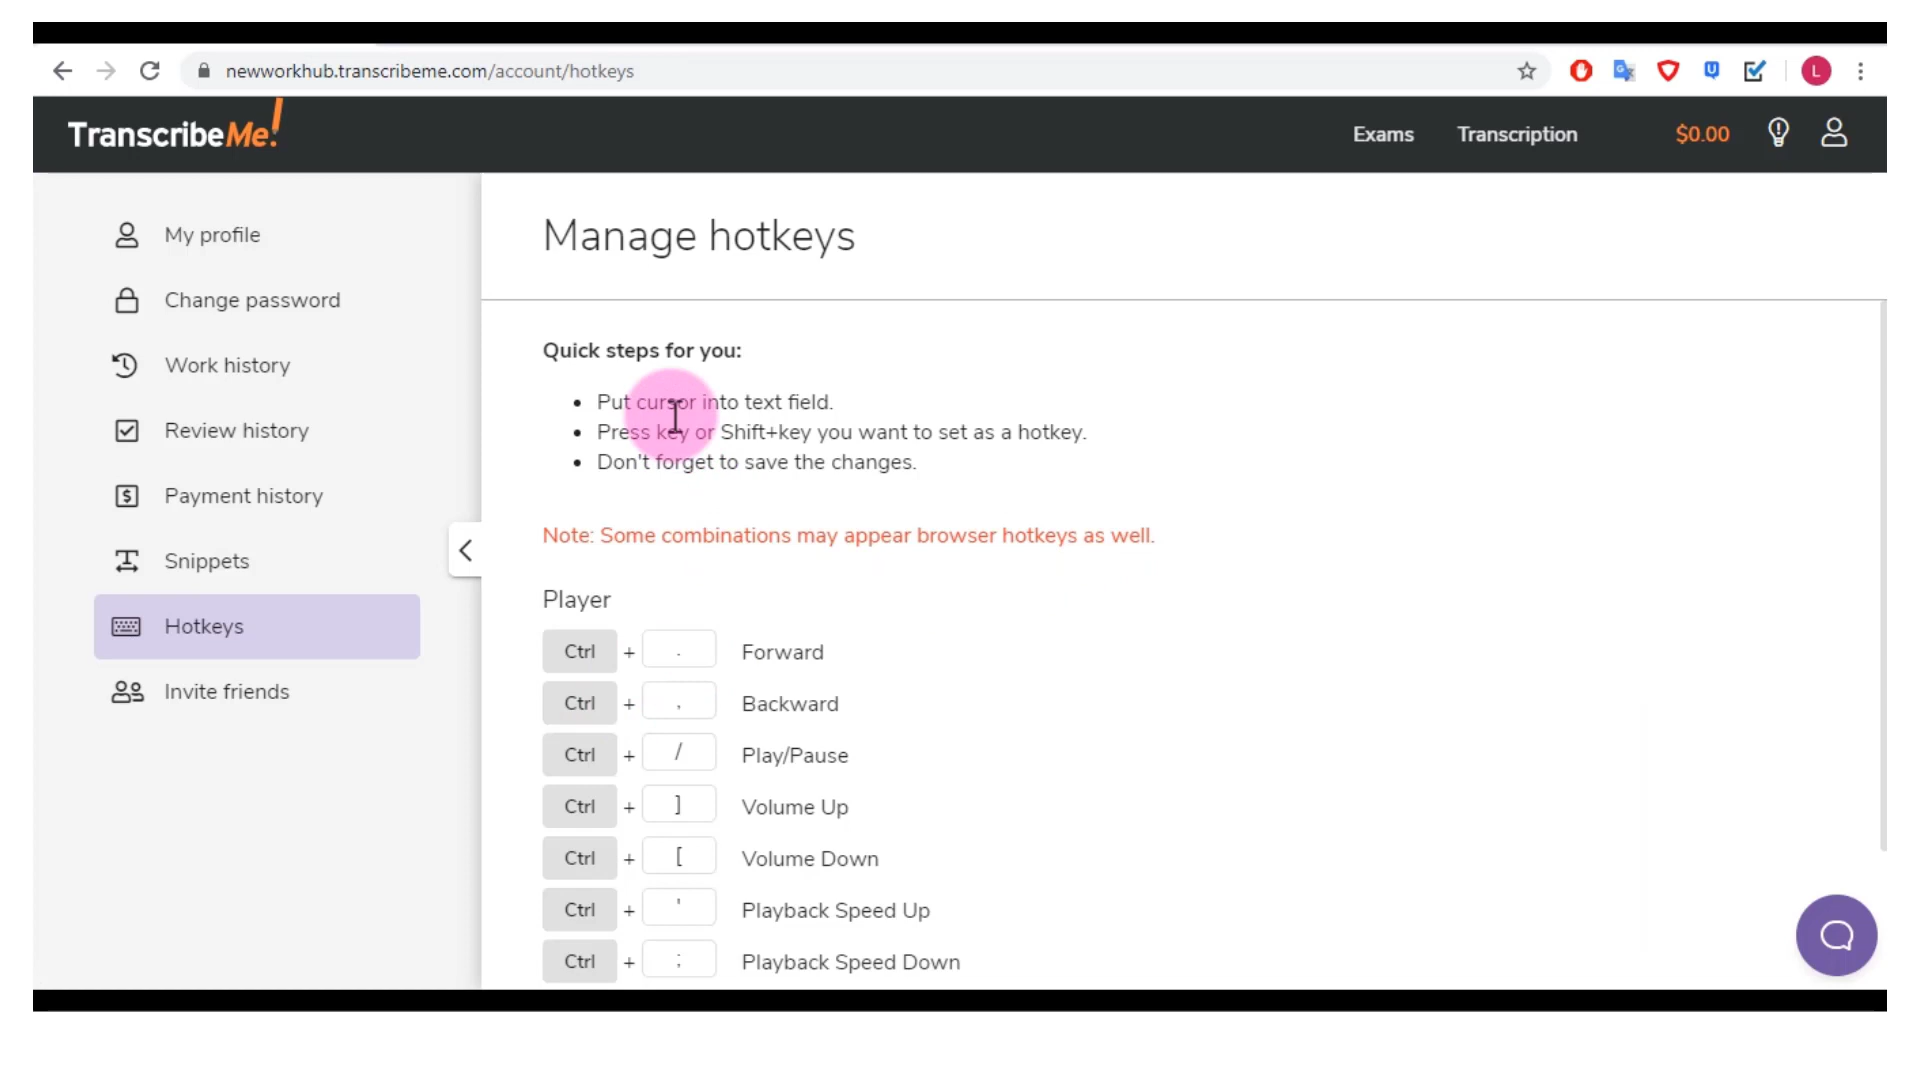 newworkhub.transcribeme.com/account/hotkeys
L
TranscribeMe!
Exams
Transcription
$0.00
My profile
Change password
Work history
Review history
Payment history
Snippets
Hotkeys
Invite friends
Manage hotkeys
Quick steps for you:
• Put cursor into text field.
• Press key or Shift+key you want to set as a hotkey.
• Don't forget to save the changes.
Note: Some combinations may appear browser hotkeys as well.
Player
Ctrl + . Forward
Ctrl + , Backward
Ctrl + / Play/Pause
Ctrl + ] Volume Up
Ctrl + [ Volume Down
Ctrl + ' Playback Speed Up
Ctrl + ; Playback Speed Down